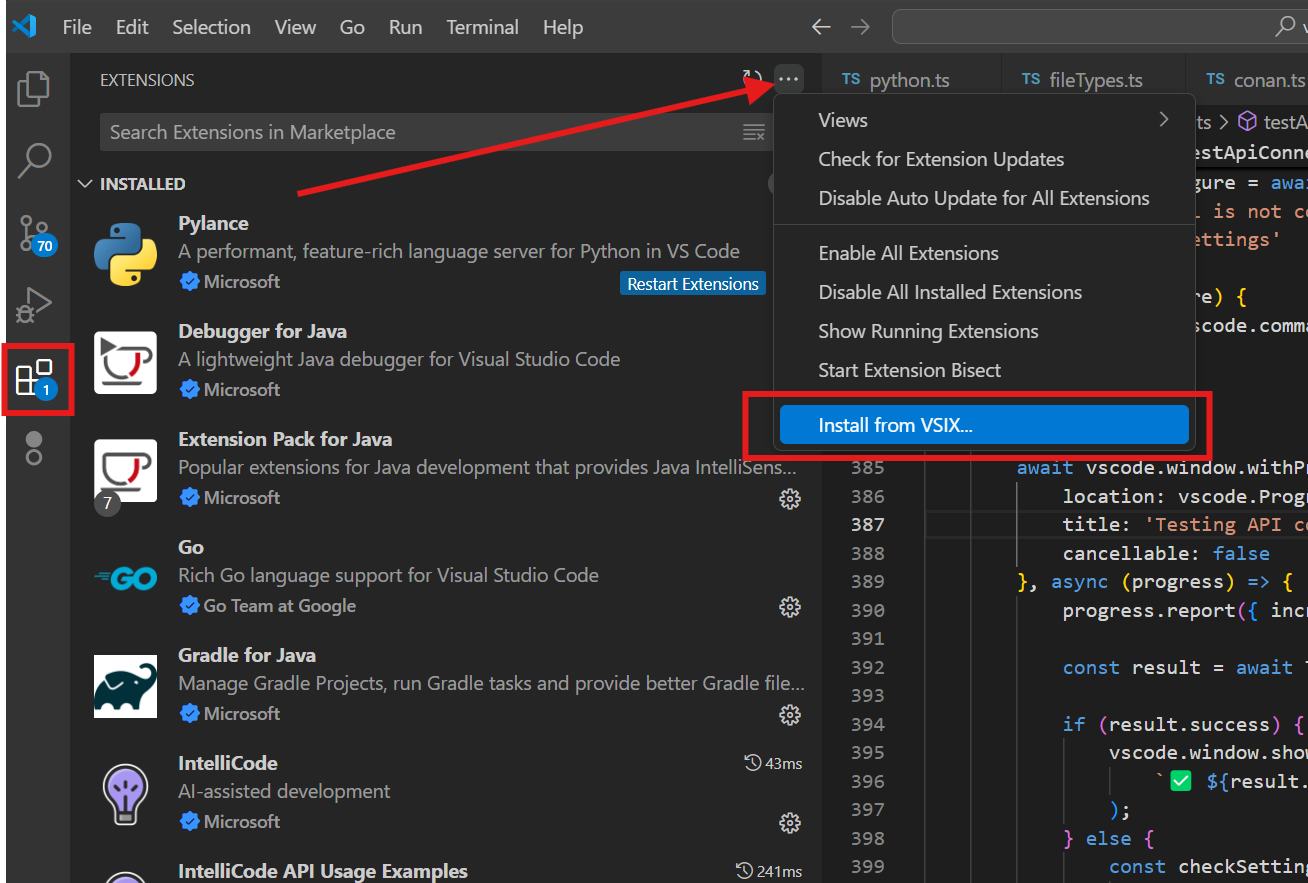 File Edit Selection View Go Run Terminal Help
EXTENSIONS
Search Extensions in Marketplace
INSTALLED
Pylance
A performant, feature-rich language server for Python in VS Code
Microsoft
Restart Extensions
Debugger for Java
A lightweight Java debugger for Visual Studio Code
Microsoft
Extension Pack for Java
Popular extensions for Java development that provides Java IntelliSens...
7
Microsoft
Go
GO
Rich Go language support for Visual Studio Code
Go Team at Google
Gradle for Java
Manage Gradle Projects, run Gradle tasks and provide better Gradle file...
Microsoft
IntelliCode
43ms
AI-assisted development
Microsoft
IntelliCode API Usage Examples
241ms
70
1
Views
Check for Extension Updates
Disable Auto Update for All Extensions
Enable All Extensions
Disable All Installed Extensions
Show Running Extensions
Start Extension Bisect
Install from VSIX...
TS python.ts TS fileTypes.ts TS conan.ts
ts > testA
estApiConne
gure = awai
is not co
ettings'
re) {
scode.comma
385 await vscode.window.withPr
386 location: vscode.Progr
387 title: 'Testing API co
388 cancellable: false
389 }, async (progress) => {
390 progress.report({ incr
391
392 const result = await
393
394 if (result.success) {
395 vscode.window.show
396 `✅ ${result.
397 );
398 } else {
399 const checkSetting